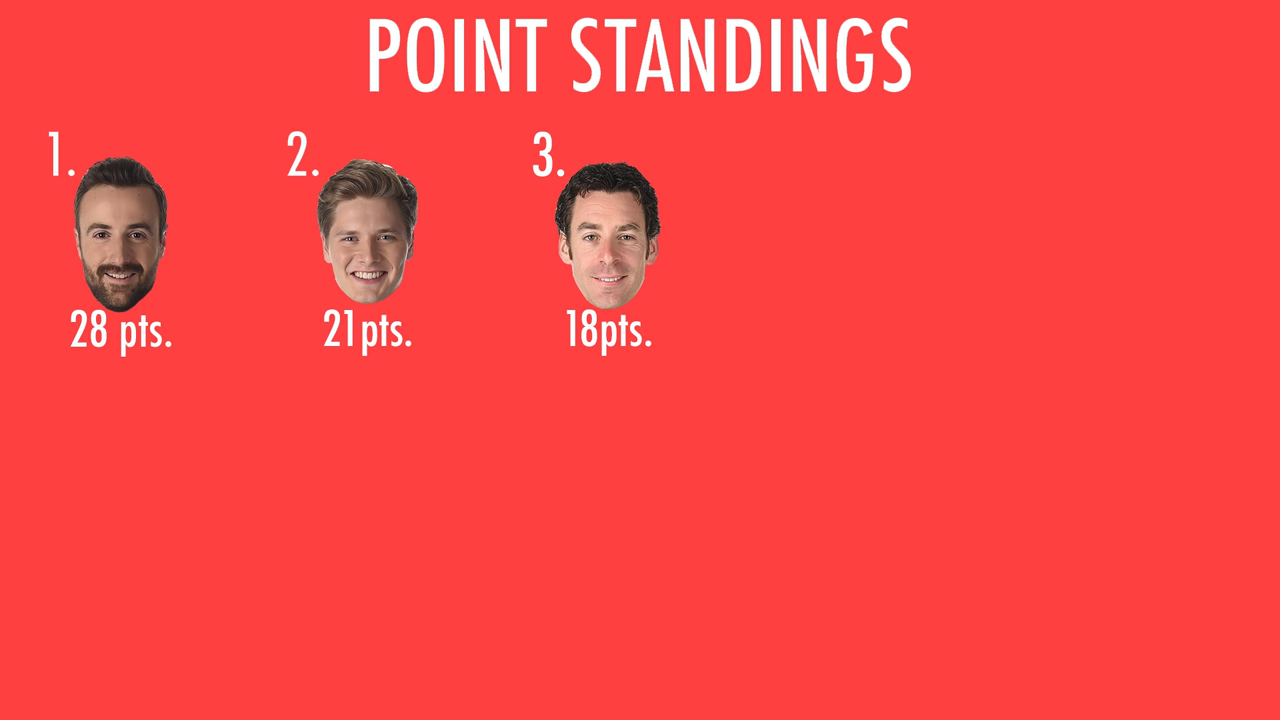 POINT STANDINGS
1.
2.
3.
28 pts.
21pts.
18pts.